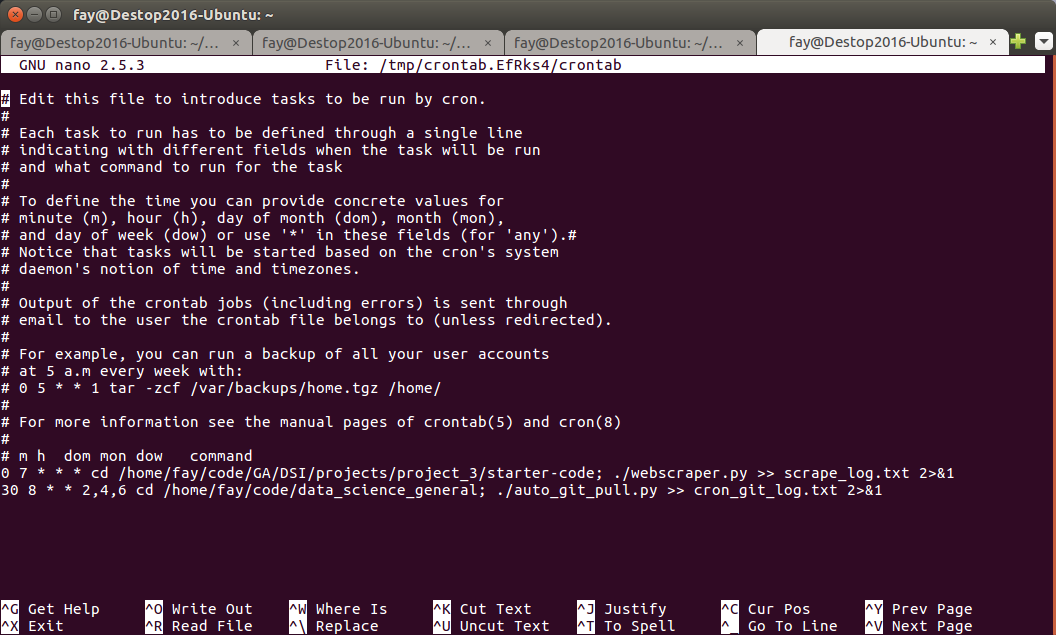 fay@Destop2016-Ubuntu: ~
fay@Destop2016-Ubuntu: ~/... × fay@Destop2016-Ubuntu: ~/... × fay@Destop2016-Ubuntu: ~/... × fay@Destop2016-Ubuntu: ~ ×
GNU nano 2.5.3 File: /tmp/crontab.EfRks4/crontab
# Edit this file to introduce tasks to be run by cron.
#
# Each task to run has to be defined through a single line
# indicating with different fields when the task will be run
# and what command to run for the task
#
# To define the time you can provide concrete values for
# minute (m), hour (h), day of month (dom), month (mon),
# and day of week (dow) or use '*' in these fields (for 'any').#
# Notice that tasks will be started based on the cron's system
# daemon's notion of time and timezones.
#
# Output of the crontab jobs (including errors) is sent through
# email to the user the crontab file belongs to (unless redirected).
#
# For example, you can run a backup of all your user accounts
# at 5 a.m every week with:
# 0 5 * * 1 tar -zcf /var/backups/home.tgz /home/
#
# For more information see the manual pages of crontab(5) and cron(8)
#
# m h  dom mon dow   command
0 7 * * * cd /home/fay/code/GA/DSI/projects/project_3/starter-code; ./webscraper.py >> scrape_log.txt 2>&1
30 8 * * 2,4,6 cd /home/fay/code/data_science_general; ./auto_git_pull.py >> cron_git_log.txt 2>&1
^G Get Help ^O Write Out ^W Where Is ^K Cut Text ^J Justify ^C Cur Pos ^Y Prev Page
^X Exit ^R Read File ^\ Replace ^U Uncut Text ^T To Spell ^_ Go To Line ^V Next Page